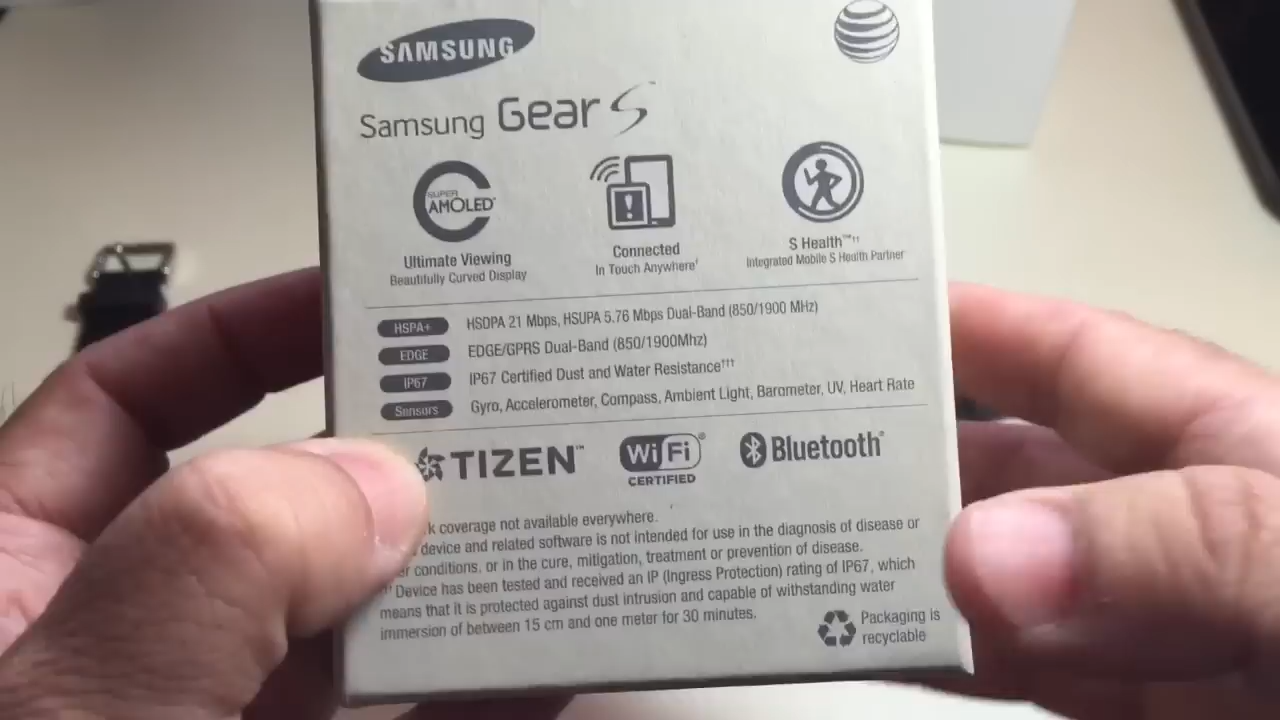 SAMSUNG
Samsung Gear S™
SUPER
AMOLED
Ultimate Viewing
Beautifully Curved Display
Connected
In Touch Anywhere†
S Health™††
Integrated Mobile S Health Partner
HSPA+ HSDPA 21 Mbps, HSUPA 5.76 Mbps Dual-Band (850/1900 MHz)
EDGE EDGE/GPRS Dual-Band (850/1900Mhz)
IP67 IP67 Certified Dust and Water Resistance†††
Sensors Gyro, Accelerometer, Compass, Ambient Light, Barometer, UV, Heart Rate
TIZEN™
Wi Fi®
CERTIFIED
Bluetooth®
coverage not available everywhere.
device and related software is not intended for use in the diagnosis of disease or
conditions, or in the cure, mitigation, treatment or prevention of disease.
Device has been tested and received an IP (Ingress Protection) rating of IP67, which
means that it is protected against dust intrusion and capable of withstanding water
immersion of between 15 cm and one meter for 30 minutes.
Packaging is
recyclable